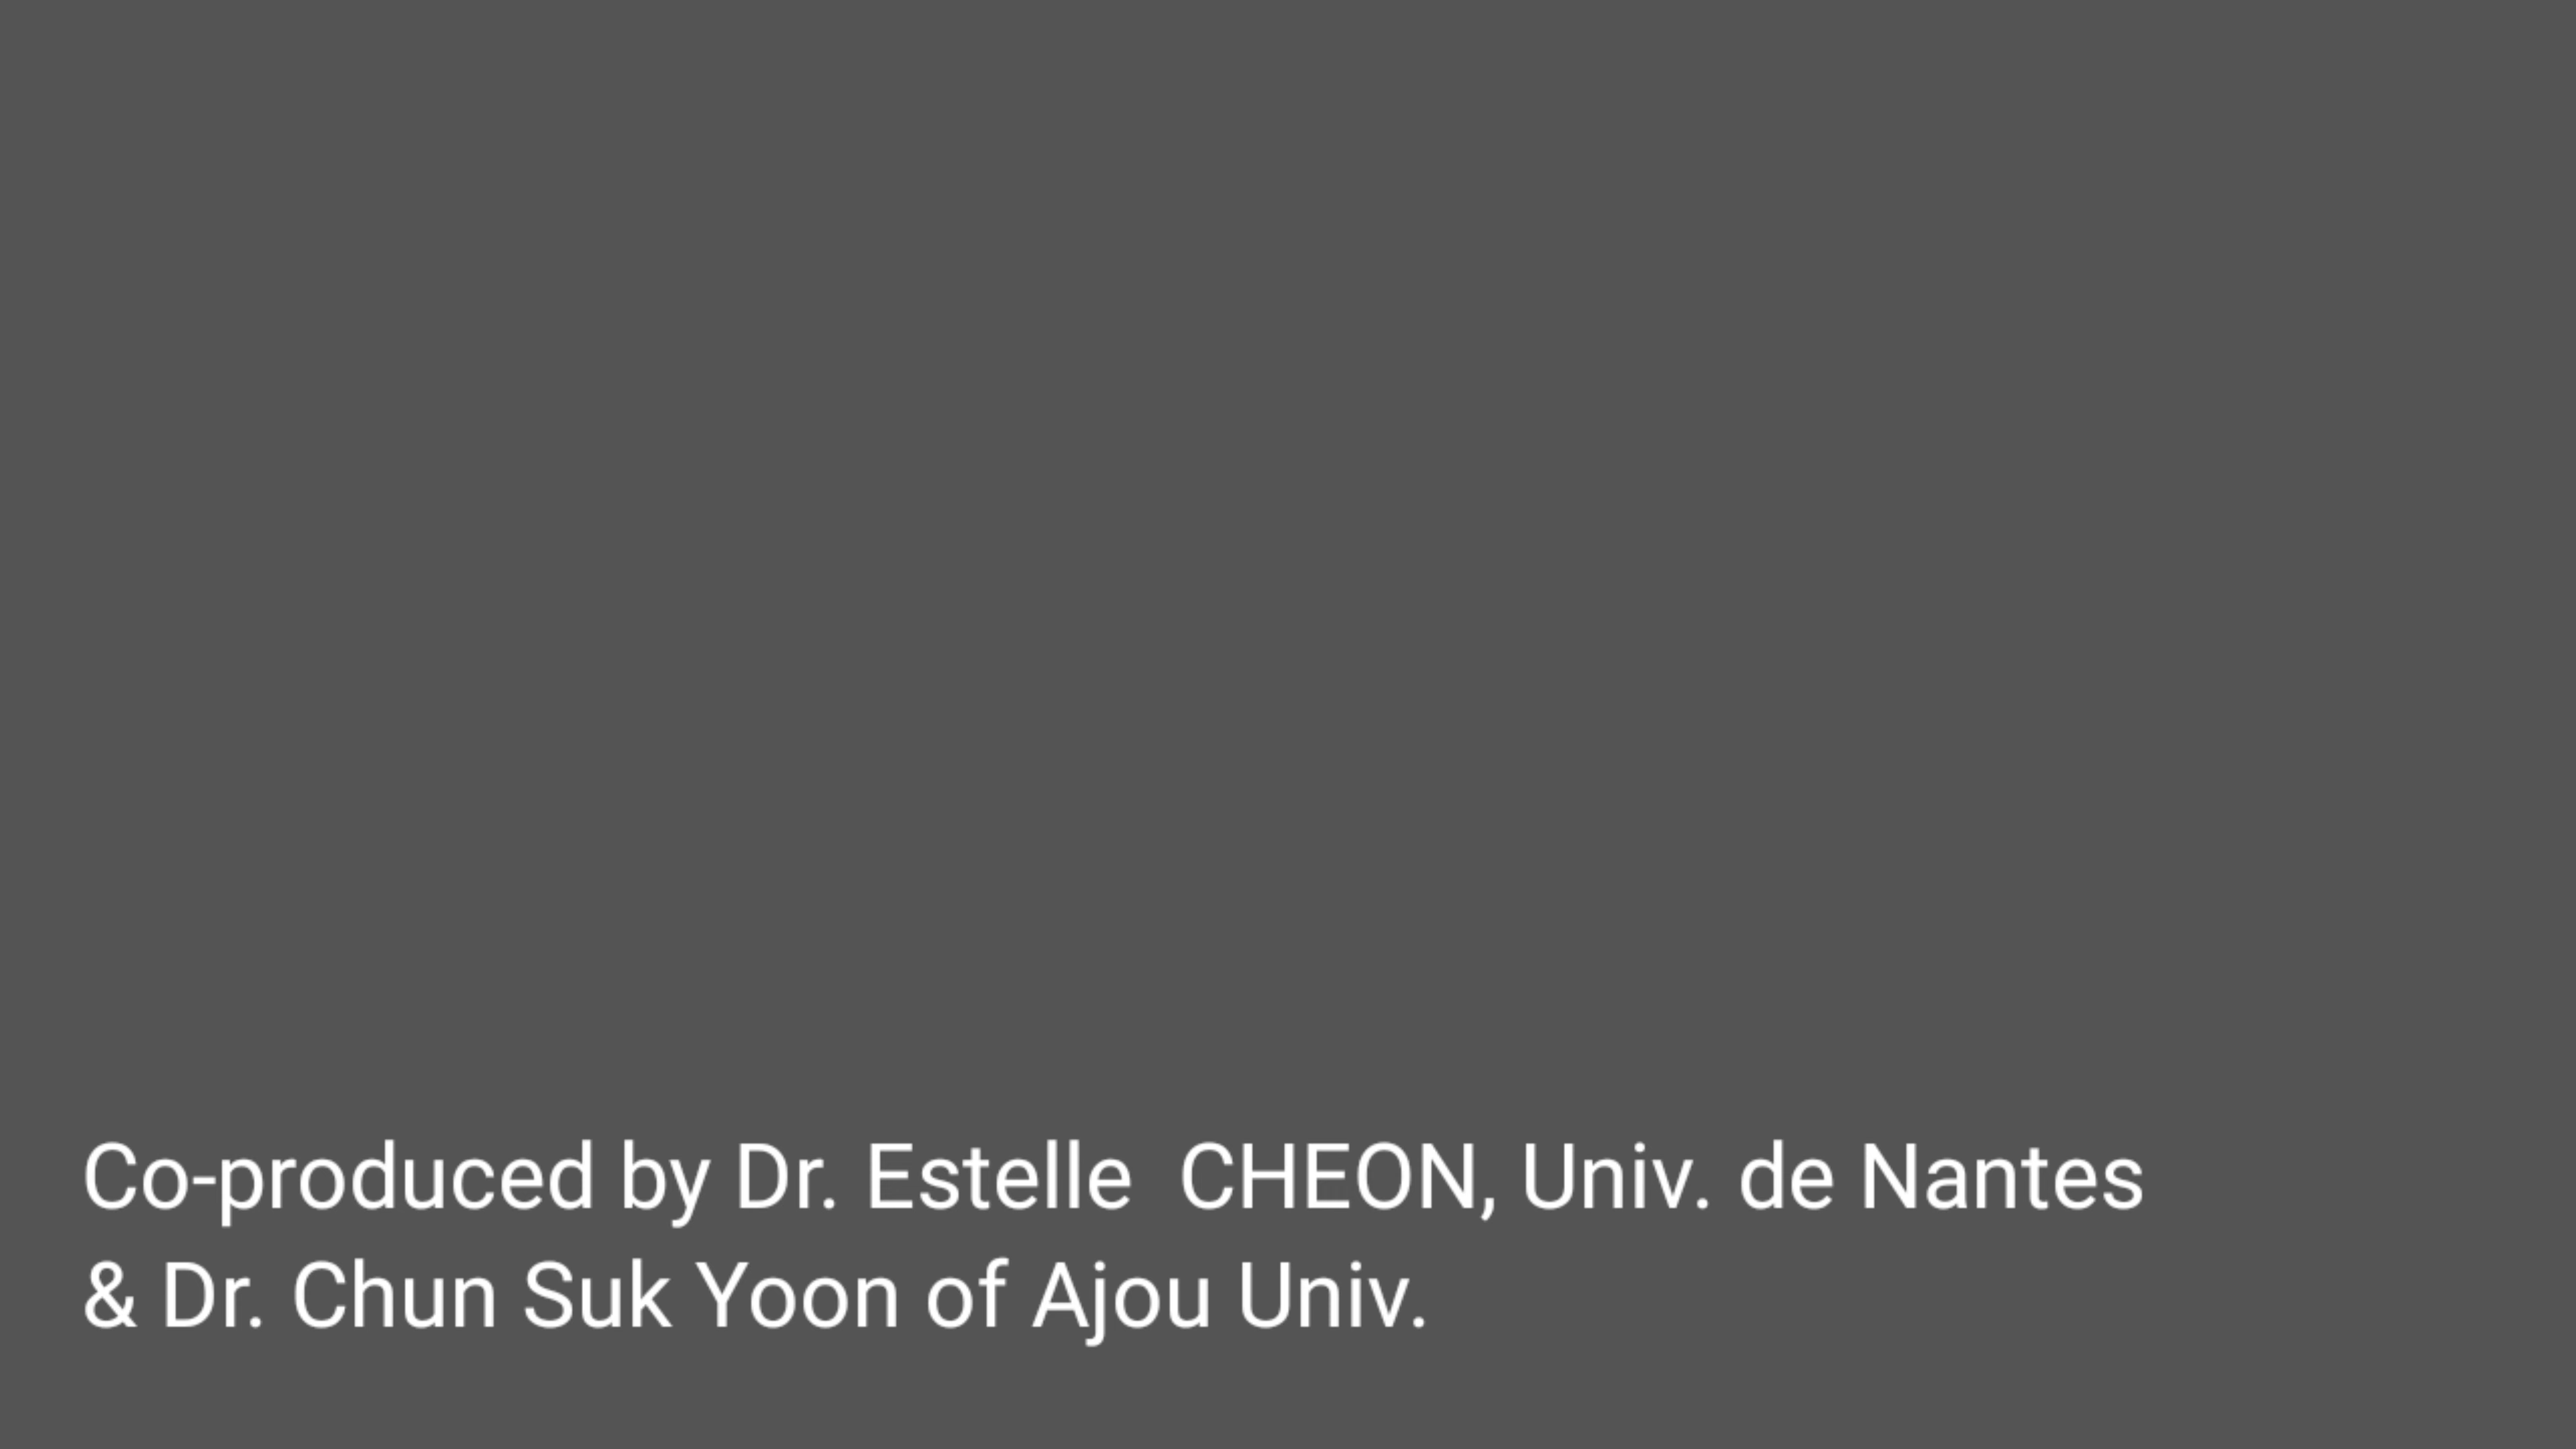 Co-produced by Dr. Estelle  CHEON, Univ. de Nantes
& Dr. Chun Suk Yoon of Ajou Univ.